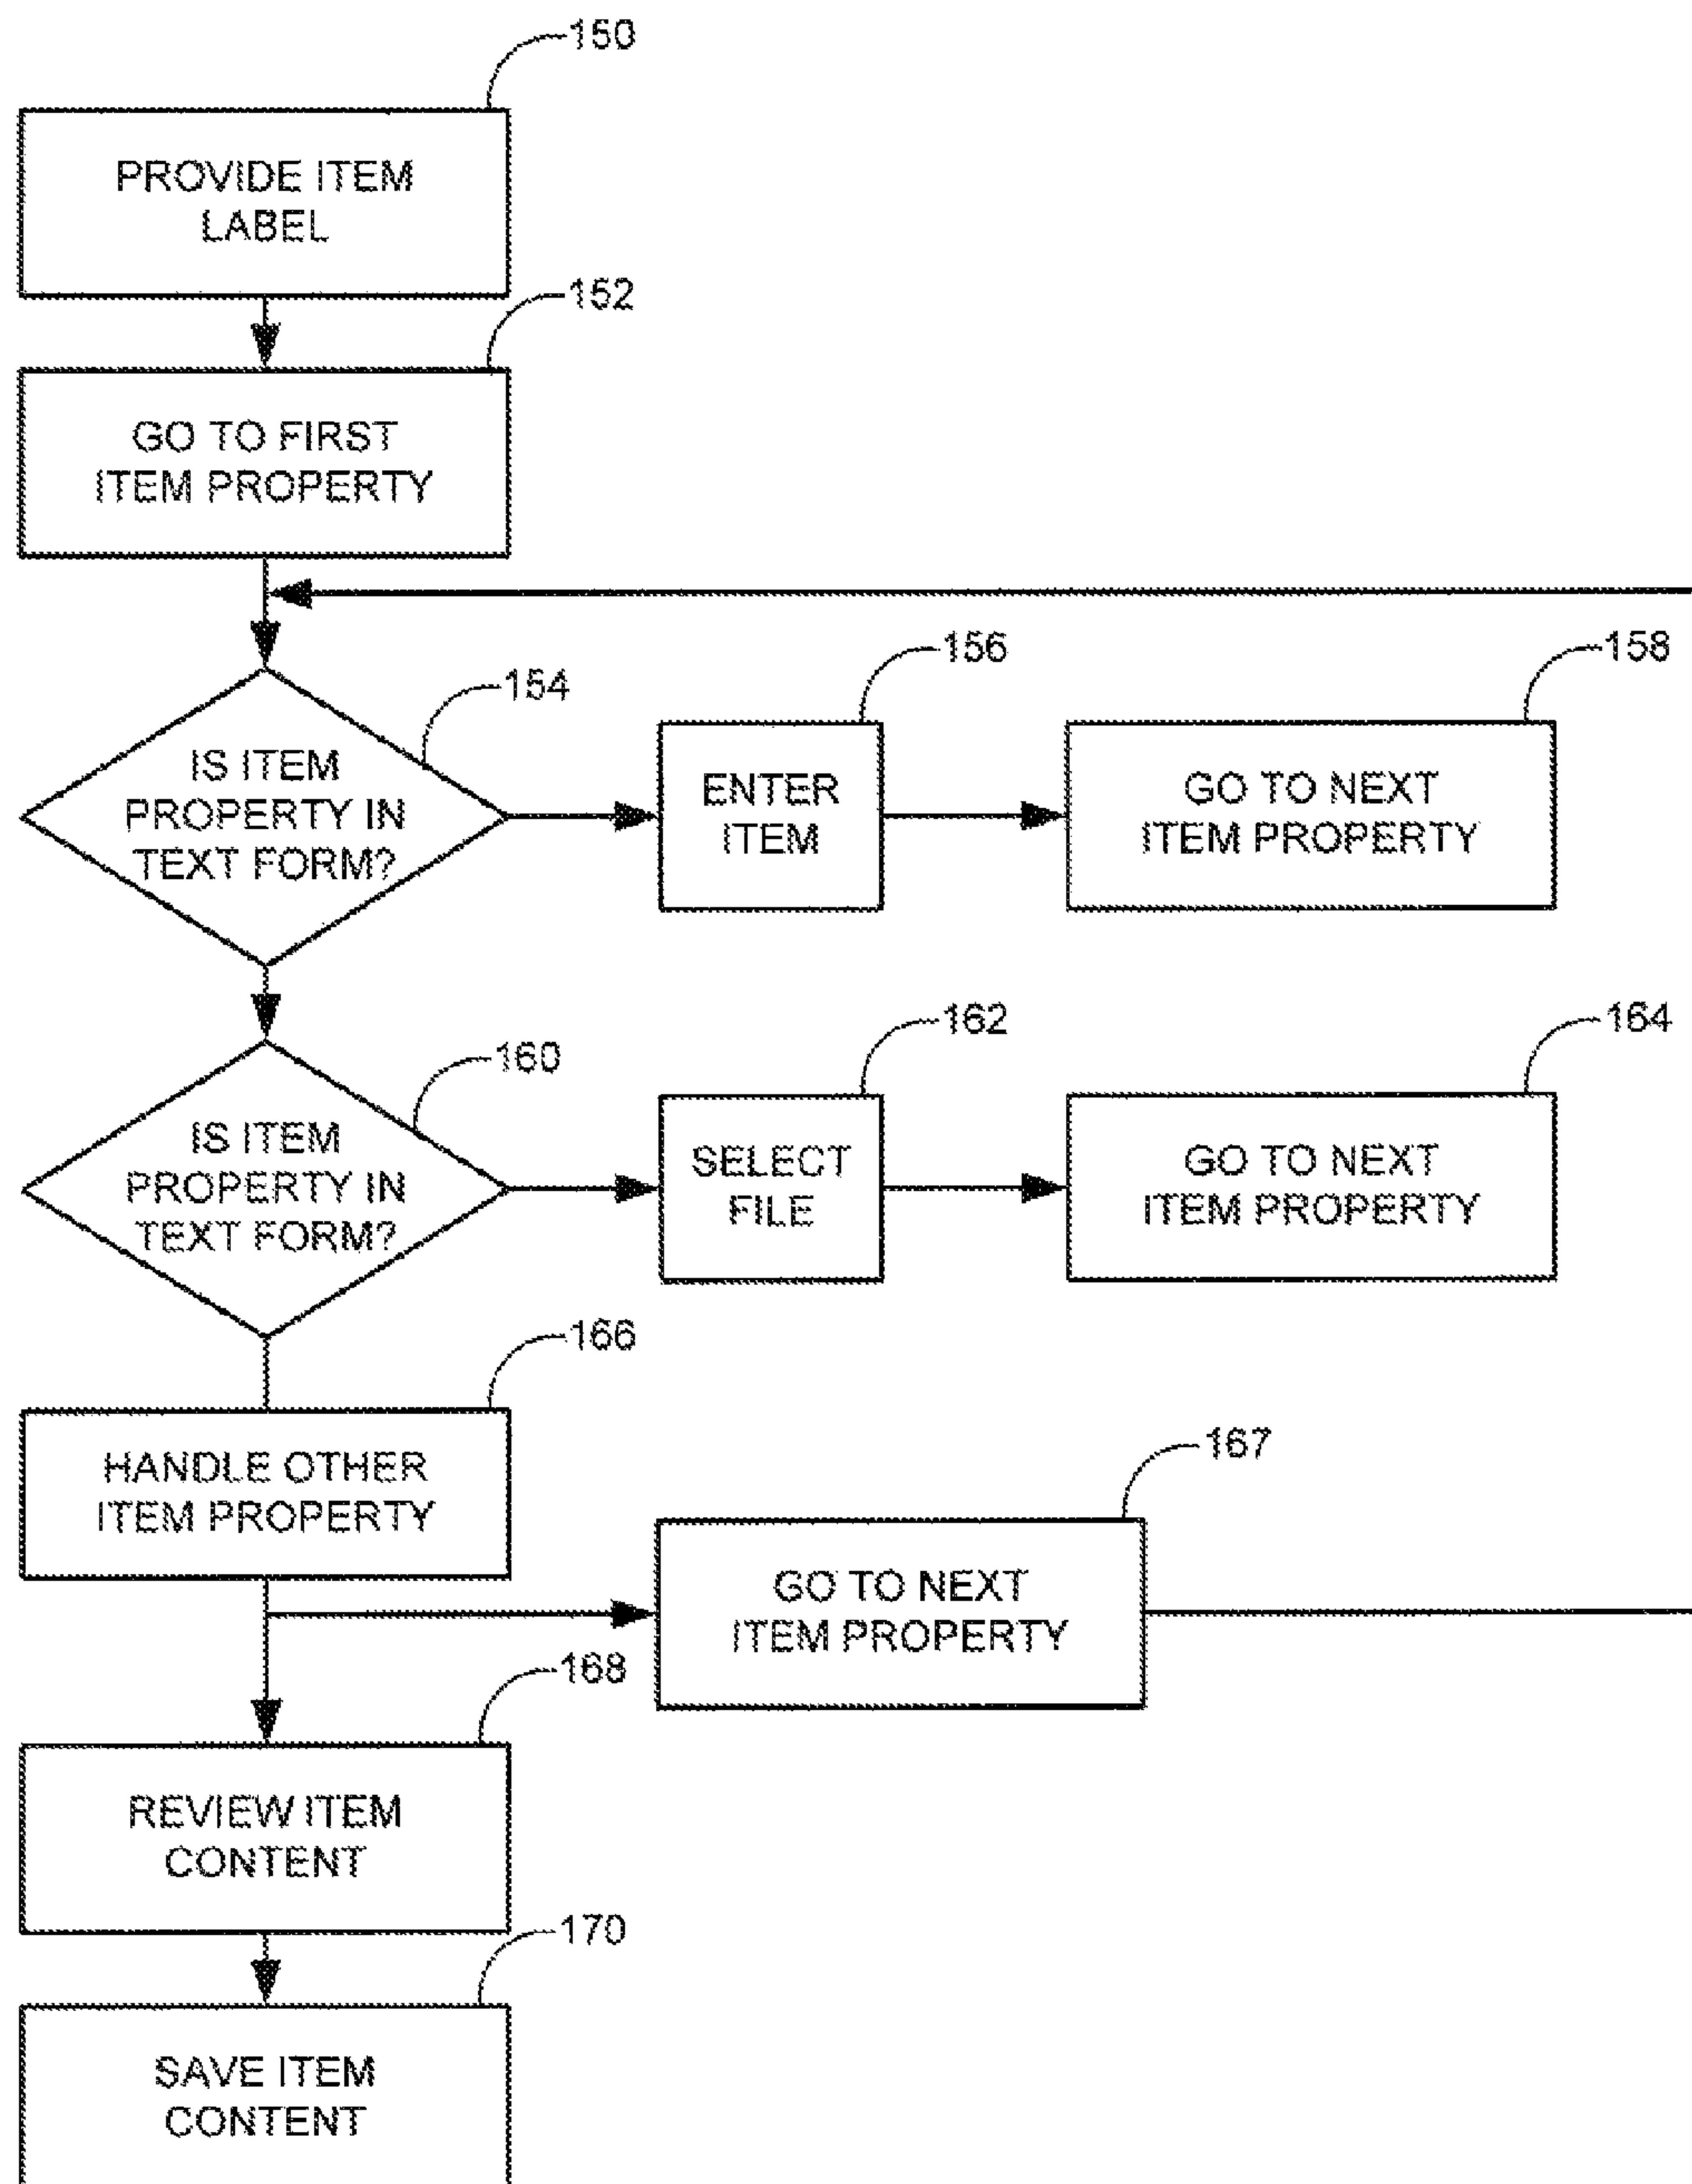 150
PROVIDE ITEM
LABEL
152
GO TO FIRST
ITEM PROPERTY
154
IS ITEM
PROPERTY IN
TEXT FORM?
156
ENTER
ITEM
158
GO TO NEXT
ITEM PROPERTY
160
IS ITEM
PROPERTY IN
TEXT FORM?
162
SELECT
FILE
164
GO TO NEXT
ITEM PROPERTY
166
HANDLE OTHER
ITEM PROPERTY
167
GO TO NEXT
ITEM PROPERTY
168
REVIEW ITEM
CONTENT
170
SAVE ITEM
CONTENT